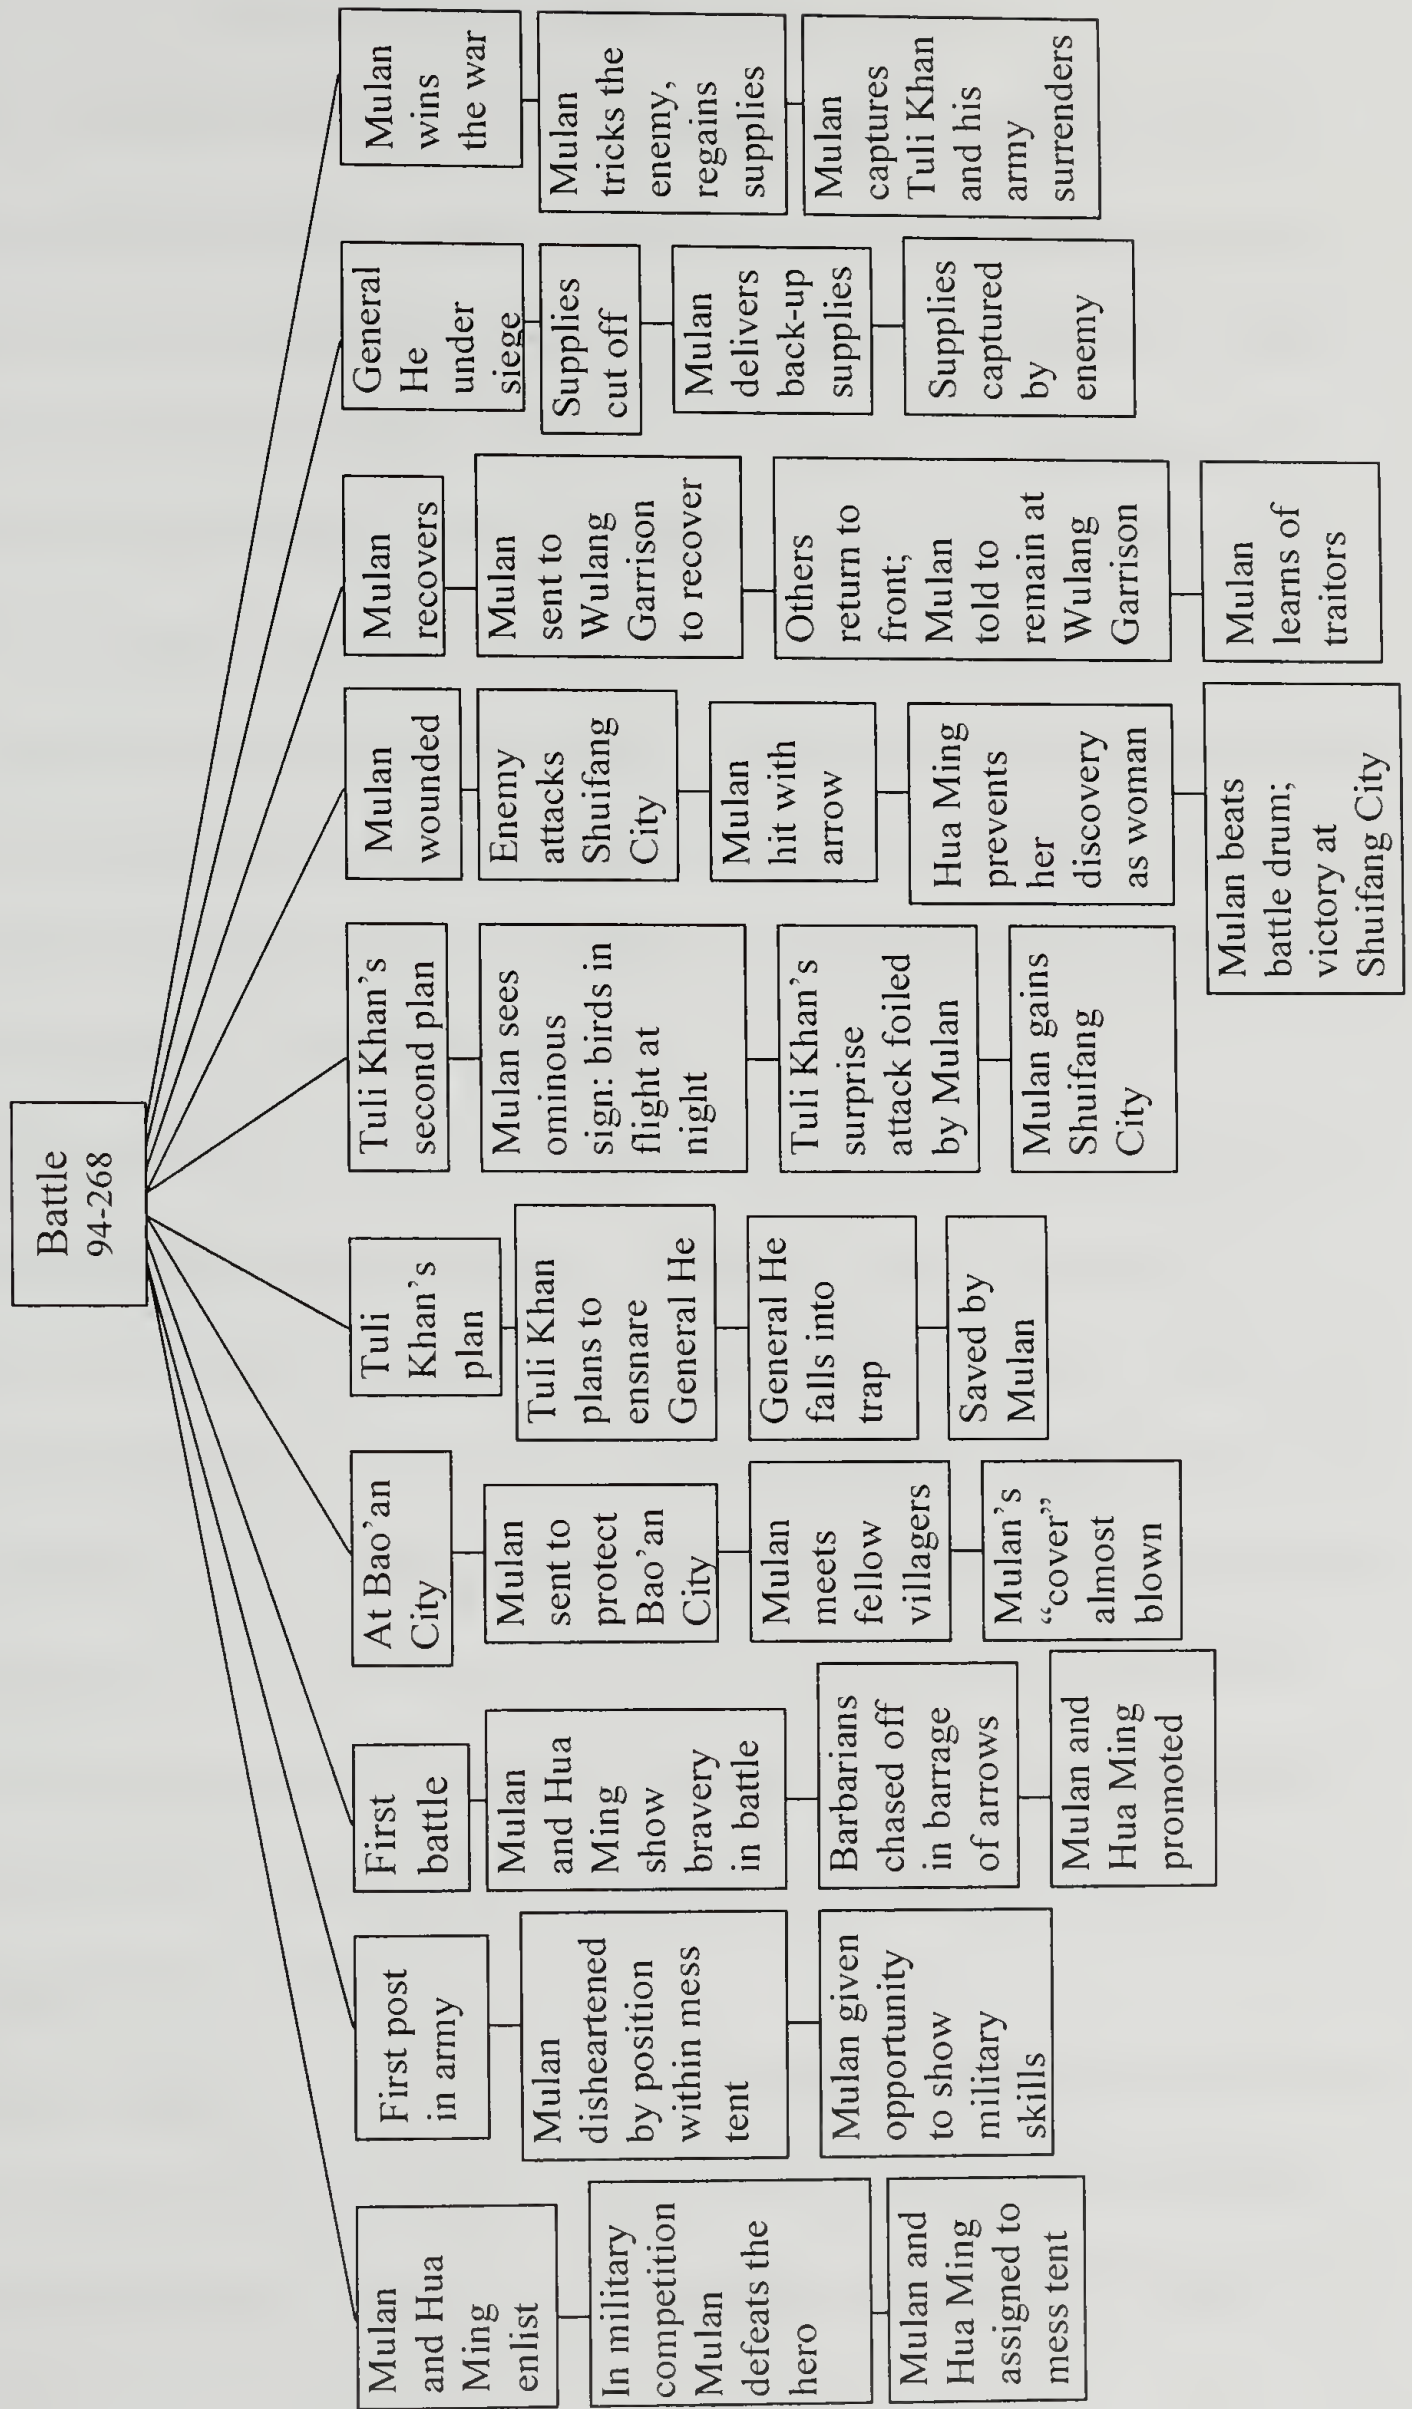 Battle
94-268
Mulan
and Hua
Ming
enlist
In military
competition
Mulan
defeats the
hero
Mulan and
Hua Ming
assigned to
mess tent
First post
in army
Mulan
disheartened
by position
within mess
tent
Mulan given
opportunity
to show
military
skills
First
battle
Mulan
and Hua
Ming
show
bravery
in battle
Barbarians
chased off
in barrage
of arrows
Mulan and
Hua Ming
promoted
At Bao’an
City
Mulan
sent to
protect
Bao’an
City
Mulan
meets
fellow
villagers
Mulan’s
“cover”
almost
blown
Tuli
Khan’s
plan
Tuli Khan
plans to
ensnare
General He
General He
falls into
trap
Saved by
Mulan
Tuli Khan’s
second plan
Mulan sees
ominous
sign: birds in
flight at
night
Tuli Khan’s
surprise
attack foiled
by Mulan
Mulan gains
Shuifang
City
Mulan
wounded
Enemy
attacks
Shuifang
City
Mulan
hit with
arrow
Hua Ming
prevents
her
discovery
as woman
Mulan beats
battle drum;
victory at
Shuifang City
Mulan
recovers
Mulan
sent to
Wulang
Garrison
to recover
Others
return to
front;
Mulan
told to
remain at
Wulang
Garrison
Mulan
learns of
traitors
General
He
under
siege
Supplies
cut off
Mulan
delivers
back-up
supplies
Supplies
captured
by
enemy
Mulan
wins
the war
Mulan
tricks the
enemy,
regains
supplies
Mulan
captures
Tuli Khan
and his
army
surrenders